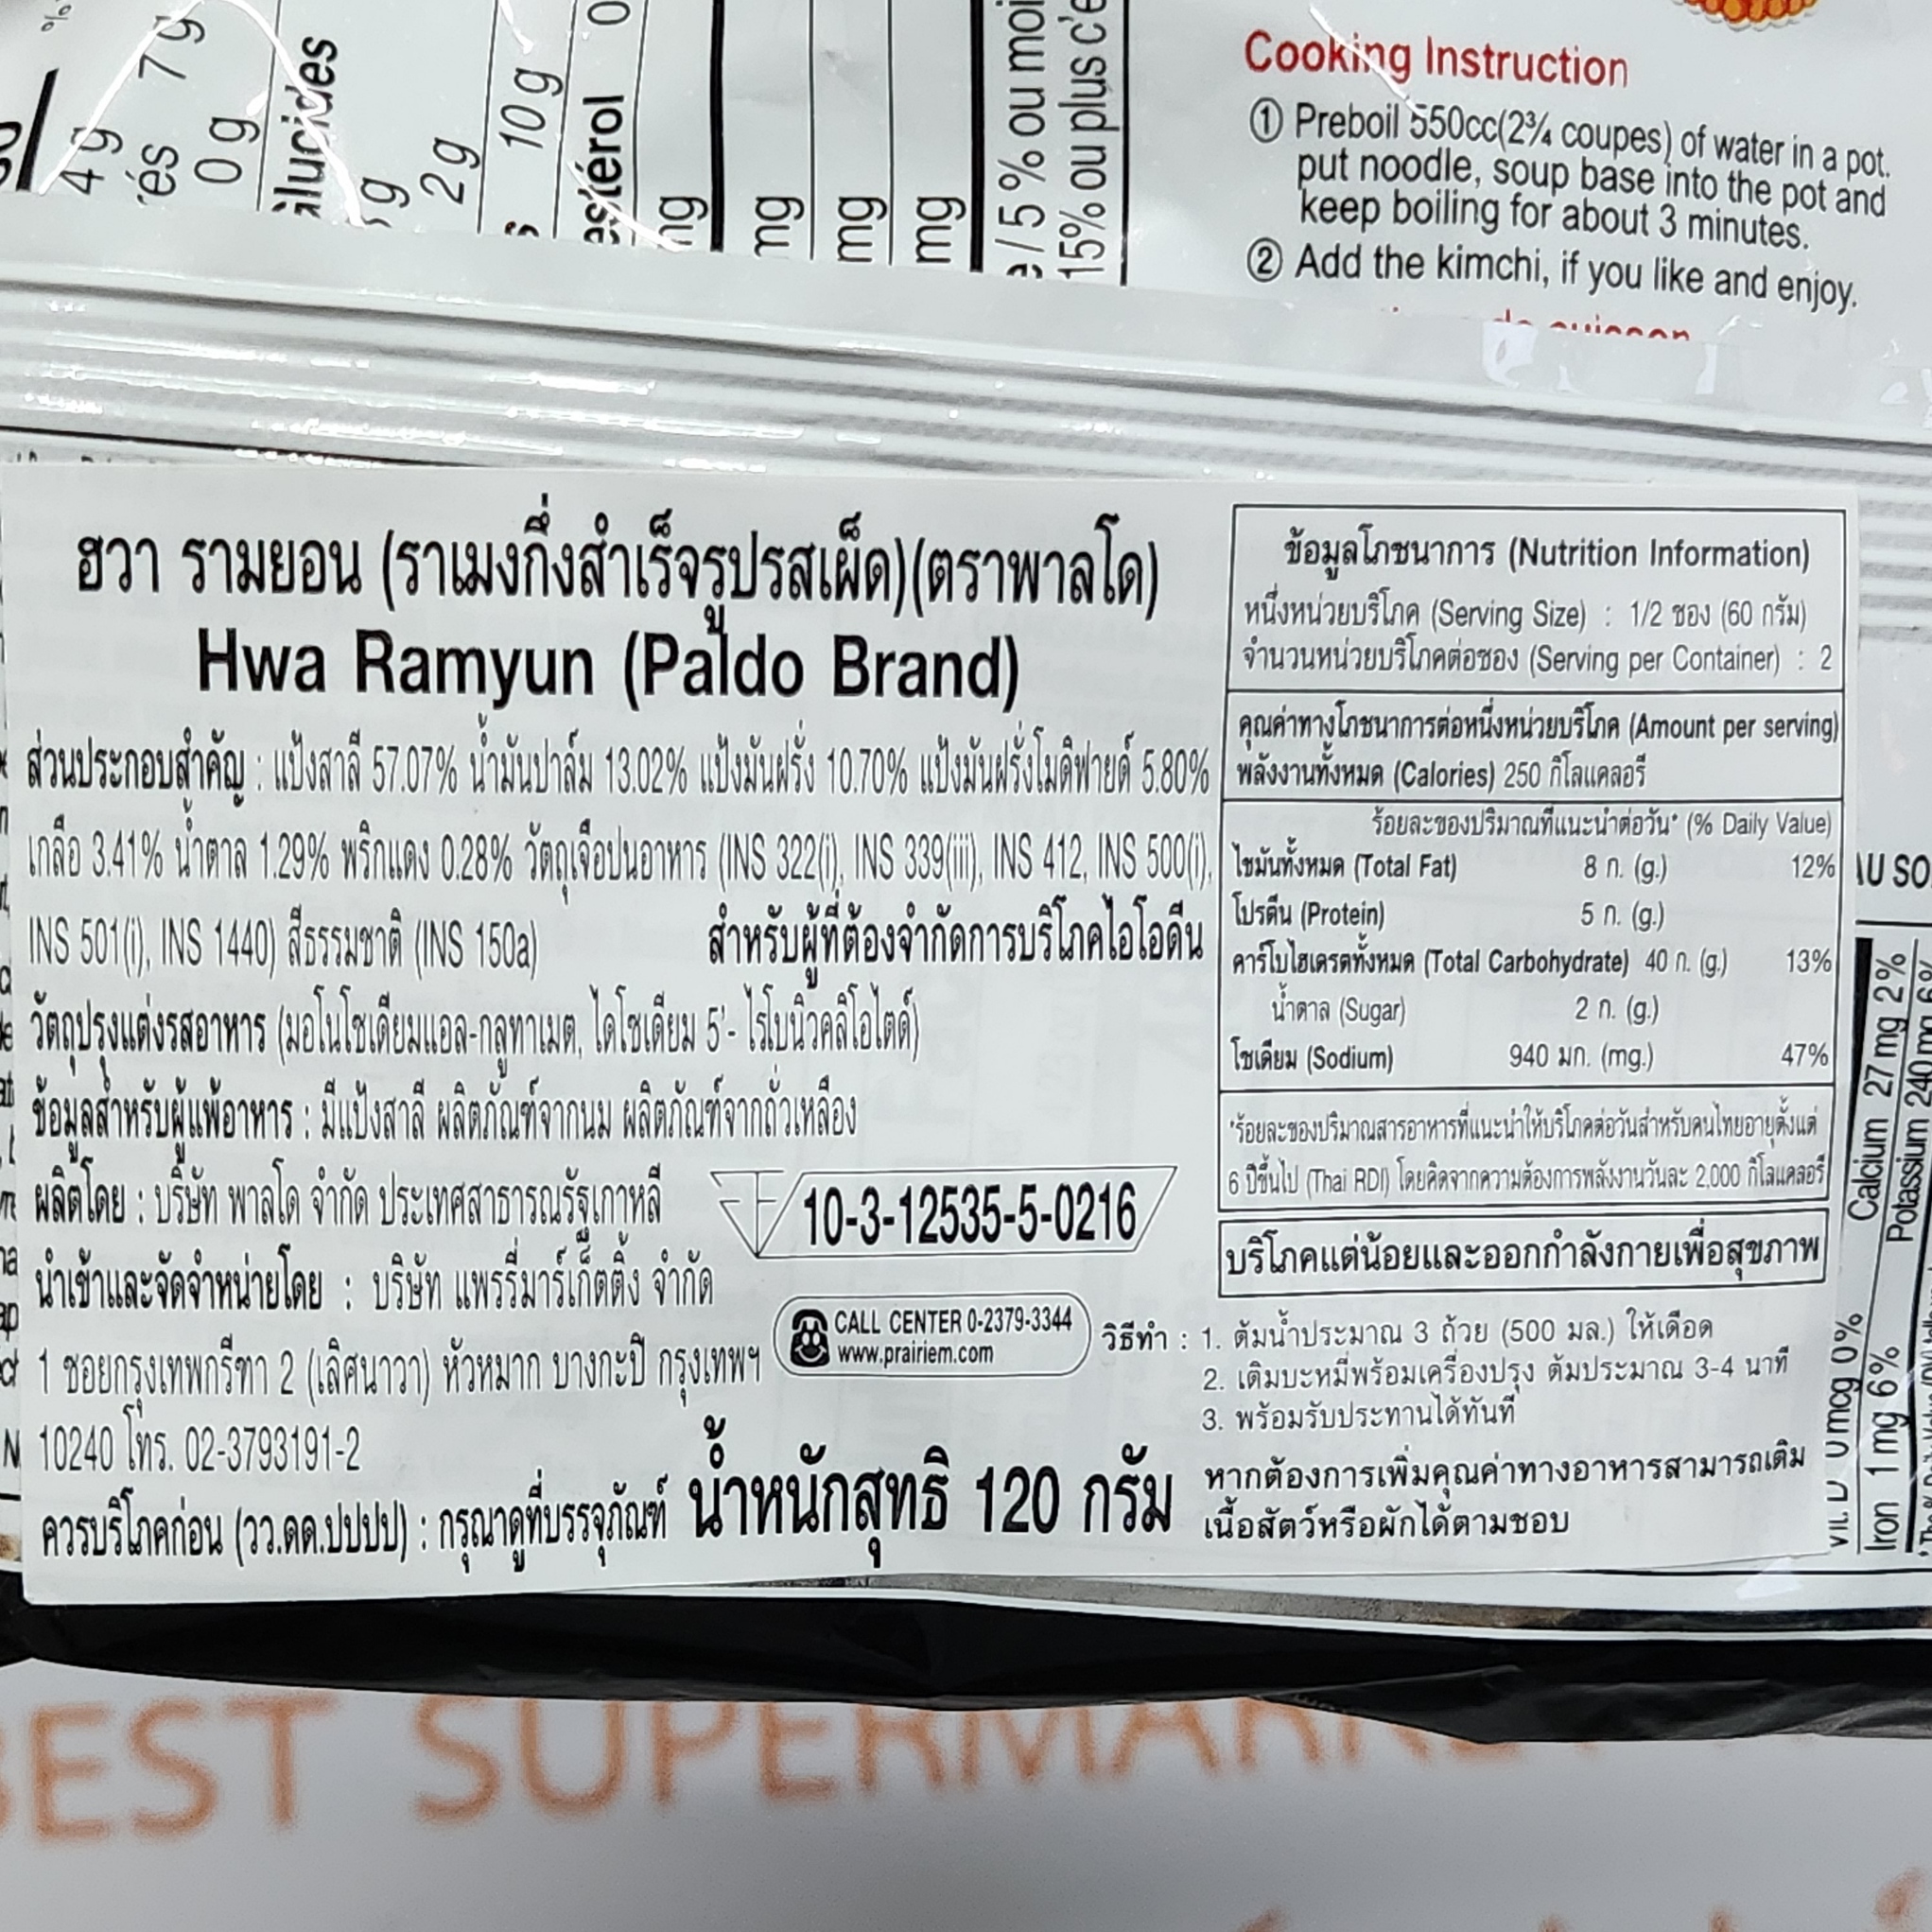 4 g
7 g
0 g
2 g
10 g
0
mg
mg
mg
5 % ou
15% ou plus
Cooking Instruction
① Preboil 550cc(2¾ coupes) of water in a pot.
put noodle, soup base into the pot and
keep boiling for about 3 minutes.
② Add the kimchi, if you like and enjoy.
ฮวา รามยอน (ราเมงกึ่งสำเร็จรูปรสเผ็ด)(ตราพาลโด)
Hwa Ramyun (Paldo Brand)
ส่วนประกอบสำคัญ : แป้งสาลี 57.07% น้ำมันปาล์ม 13.02% แป้งมันฝรั่ง 10.70% แป้งมันฝรั่งโมดิฟายด์ 5.80%
เกลือ 3.41% น้ำตาล 1.29% พริกแดง 0.28% วัตถุเจือปนอาหาร (INS 322(i), INS 339(iii), INS 412, INS 500(i),
INS 501(i), INS 1440) สีธรรมชาติ (INS 150a) สำหรับผู้ที่ต้องจำกัดการบริโภคไอโอดีน
วัตถุปรุงแต่งรสอาหาร (มอโนโซเดียมแอล-กลูทาเมต, ไดโซเดียม 5'- ไรโบนิวคลิโอไตด์)
ข้อมูลสำหรับผู้แพ้อาหาร : มีแป้งสาลี ผลิตภัณฑ์จากนม ผลิตภัณฑ์จากถั่วเหลือง
ผลิตโดย : บริษัท พาลโด จำกัด ประเทศสาธารณรัฐเกาหลี
10-3-12535-5-0216
นำเข้าและจัดจำหน่ายโดย : บริษัท แพรรี่มาร์เก็ตติ้ง จำกัด
CALL CENTER 0-2379-3344
www.prairiem.com
1 ซอยกรุงเทพกรีฑา 2 (เลิศนาวา) หัวหมาก บางกะปิ กรุงเทพฯ
10240 โทร. 02-3793191-2
ควรบริโภคก่อน (วว.ดด.ปปปป) : กรุณาดูที่บรรจุภัณฑ์
น้ำหนักสุทธิ 120 กรัม
ข้อมูลโภชนาการ (Nutrition Information)
หนึ่งหน่วยบริโภค (Serving Size) : 1/2 ซอง (60 กรัม)
จำนวนหน่วยบริโภคต่อซอง (Serving per Container) : 2
คุณค่าทางโภชนาการต่อหนึ่งหน่วยบริโภค (Amount per serving)
พลังงานทั้งหมด (Calories) 250 กิโลแคลอรี
ร้อยละของปริมาณที่แนะนำต่อวัน* (% Daily Value)
ไขมันทั้งหมด (Total Fat) 8 ก. (g.) 12%
โปรตีน (Protein) 5 ก. (g.)
คาร์โบไฮเดรตทั้งหมด (Total Carbohydrate) 40 ก. (g.) 13%
น้ำตาล (Sugar) 2 ก. (g.)
โซเดียม (Sodium) 940 มก. (mg.) 47%
*ร้อยละของปริมาณสารอาหารที่แนะนำให้บริโภคต่อวันสำหรับคนไทยอายุตั้งแต่
6 ปีขึ้นไป (Thai RDI) โดยคิดจากความต้องการพลังงานวันละ 2,000 กิโลแคลอรี
บริโภคแต่น้อยและออกกำลังกายเพื่อสุขภาพ
วิธีทำ : 1. ต้มน้ำประมาณ 3 ถ้วย (500 มล.) ให้เดือด
2. เติมบะหมี่พร้อมเครื่องปรุง ต้มประมาณ 3-4 นาที
3. พร้อมรับประทานได้ทันที
หากต้องการเพิ่มคุณค่าทางอาหารสามารถเติม
เนื้อสัตว์หรือผักได้ตามชอบ
0 mcg 0%
Calcium 27 mg 2%
Iron 1 mg 6%
Potassium 240 mg 6%
BEST SUPERMARKET